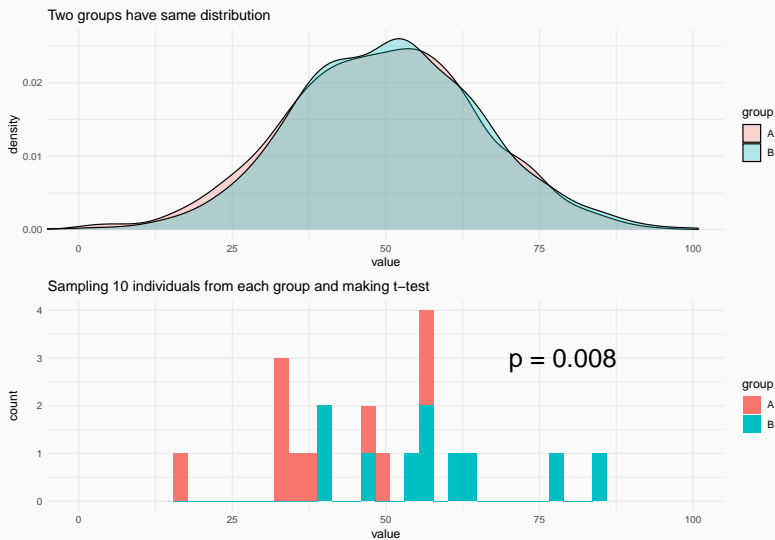 Two groups have same distribution
density
0.02
0.01
0.00
0 25 50 75 100
value
group
A
B
Sampling 10 individuals from each group and making t−test
count
4
3
2
1
0
p = 0.008
0 25 50 75 100
value
group
A
B